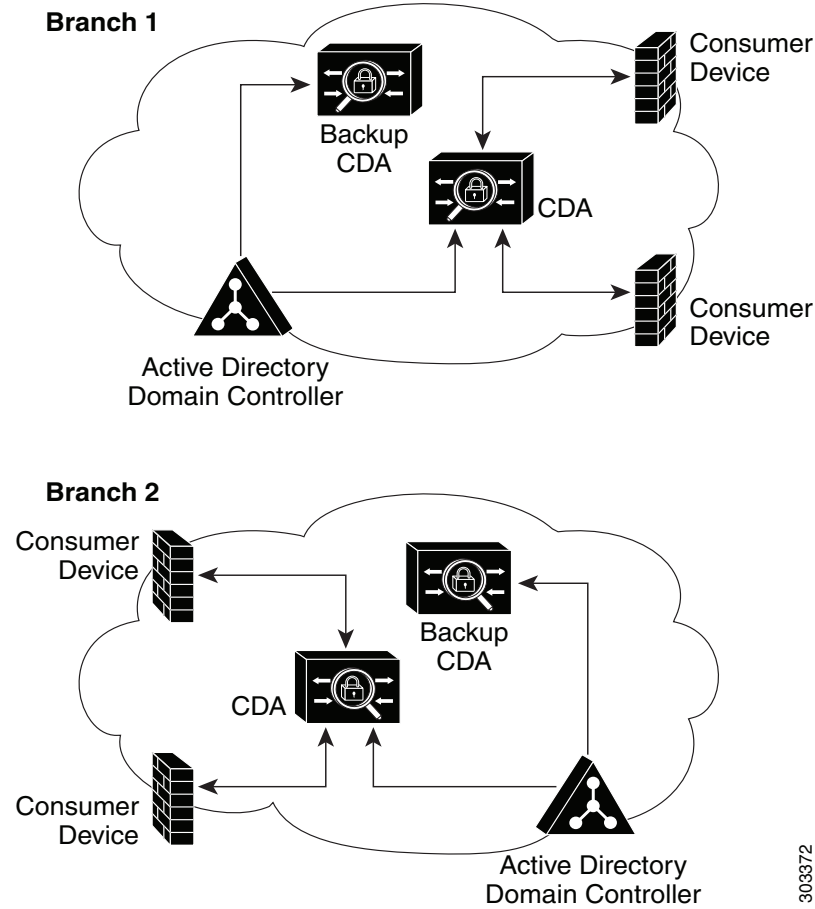 Branch 1
Consumer
Device
Backup
CDA
CDA
Consumer
Device
Active Directory
Domain Controller
Branch 2
Consumer
Device
Backup
CDA
CDA
Consumer
Device
Active Directory
Domain Controller
303372